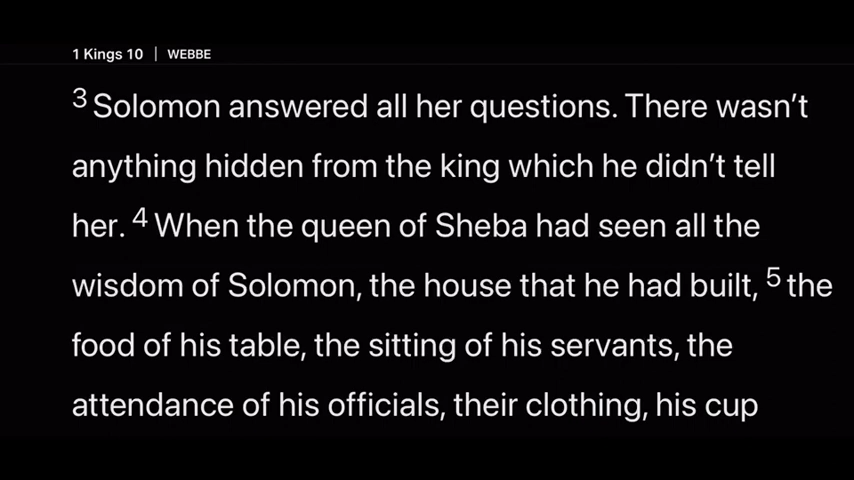 1 Kings 10 | WEBBE
3 Solomon answered all her questions. There wasn’t
anything hidden from the king which he didn’t tell
her. 4 When the queen of Sheba had seen all the
wisdom of Solomon, the house that he had built, 5 the
food of his table, the sitting of his servants, the
attendance of his officials, their clothing, his cup